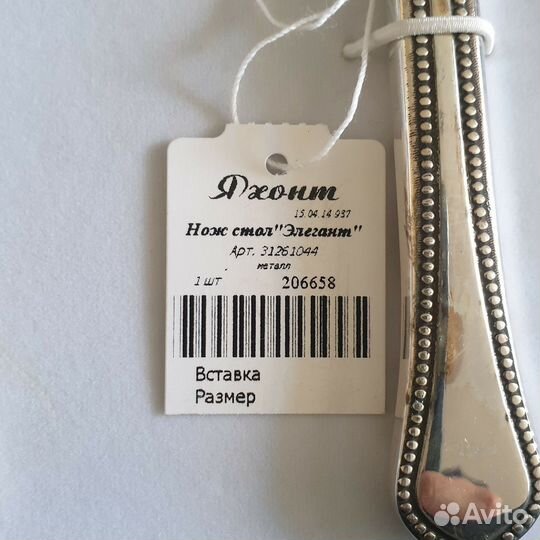 Яхонт
15.04.14 937
Нож стол"Элегант"
Арт. 31261044
металл
1 шт 206658
Вставка
Размер
Avito